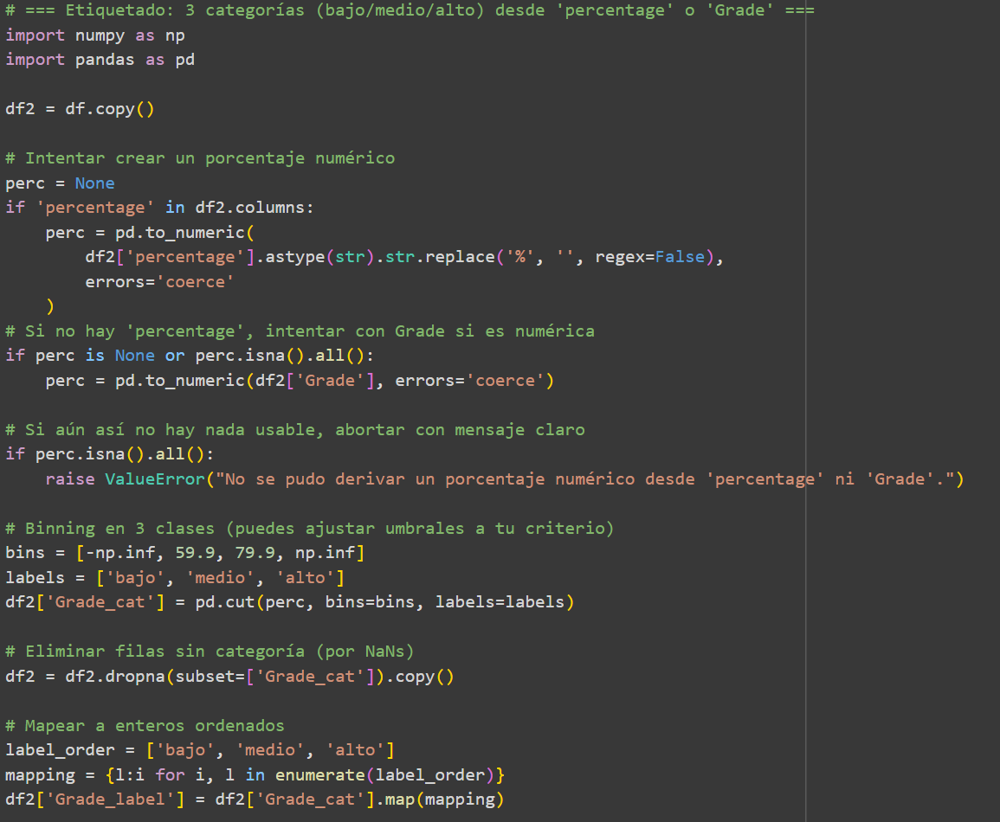 # === Etiquetado: 3 categorías (bajo/medio/alto) desde 'percentage' o 'Grade' ===
import numpy as np
import pandas as pd

df2 = df.copy()

# Intentar crear un porcentaje numérico
perc = None
if 'percentage' in df2.columns:
    perc = pd.to_numeric(
        df2['percentage'].astype(str).str.replace('%', '', regex=False),
        errors='coerce'
    )
# Si no hay 'percentage', intentar con Grade si es numérica
if perc is None or perc.isna().all():
    perc = pd.to_numeric(df2['Grade'], errors='coerce')

# Si aún así no hay nada usable, abortar con mensaje claro
if perc.isna().all():
    raise ValueError("No se pudo derivar un porcentaje numérico desde 'percentage' ni 'Grade'.")

# Binning en 3 clases (puedes ajustar umbrales a tu criterio)
bins = [-np.inf, 59.9, 79.9, np.inf]
labels = ['bajo', 'medio', 'alto']
df2['Grade_cat'] = pd.cut(perc, bins=bins, labels=labels)

# Eliminar filas sin categoría (por NaNs)
df2 = df2.dropna(subset=['Grade_cat']).copy()

# Mapear a enteros ordenados
label_order = ['bajo', 'medio', 'alto']
mapping = {l:i for i, l in enumerate(label_order)}
df2['Grade_label'] = df2['Grade_cat'].map(mapping)